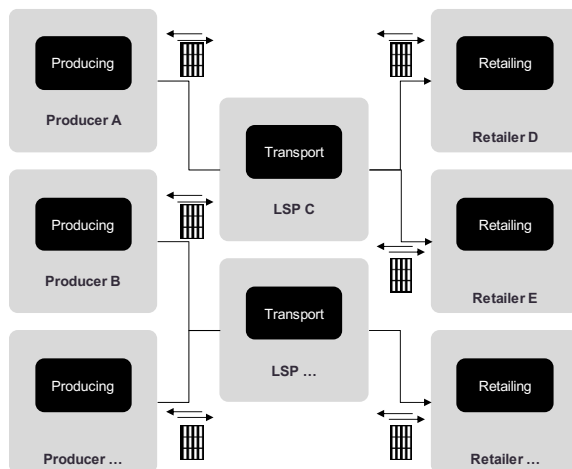 Producing
Producer A
Producing
Producer B
Producing
Producer …
Transport
LSP C
Transport
LSP …
Retailing
Retailer D
Retailing
Retailer E
Retailing
Retailer …